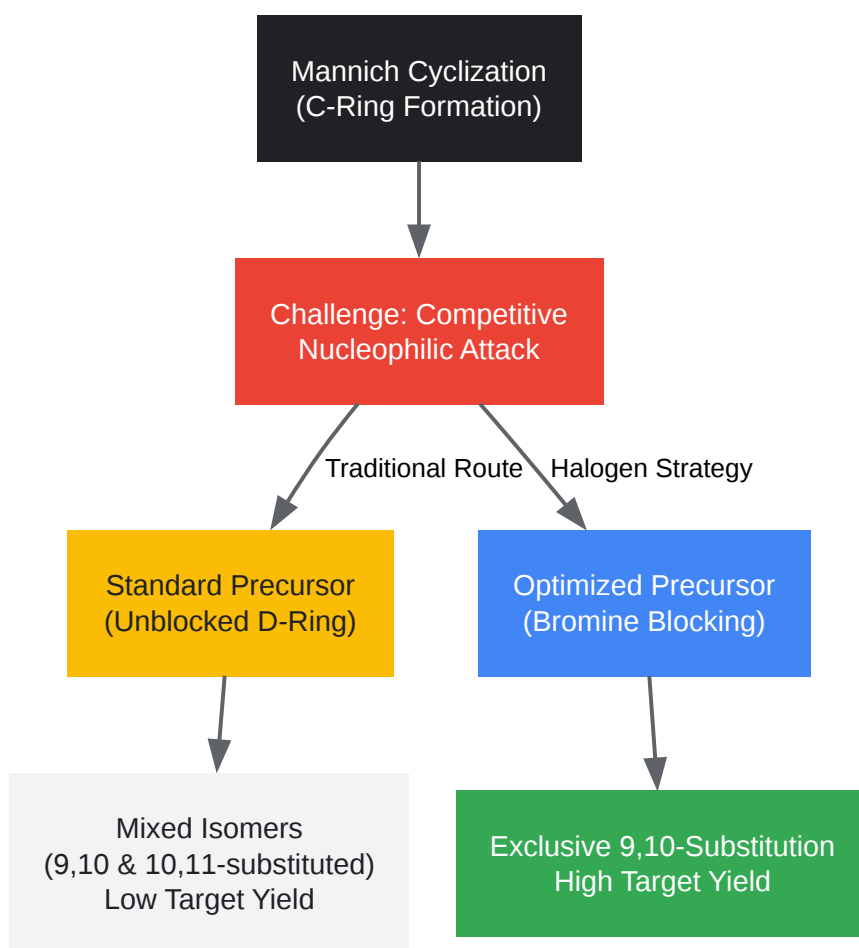 Mannich Cyclization
(C-Ring Formation)
Challenge: Competitive
Nucleophilic Attack
Traditional Route
Halogen Strategy
Standard Precursor
(Unblocked D-Ring)
Optimized Precursor
(Bromine Blocking)
Mixed Isomers
(9,10 & 10,11-substituted)
Low Target Yield
Exclusive 9,10-Substitution
High Target Yield